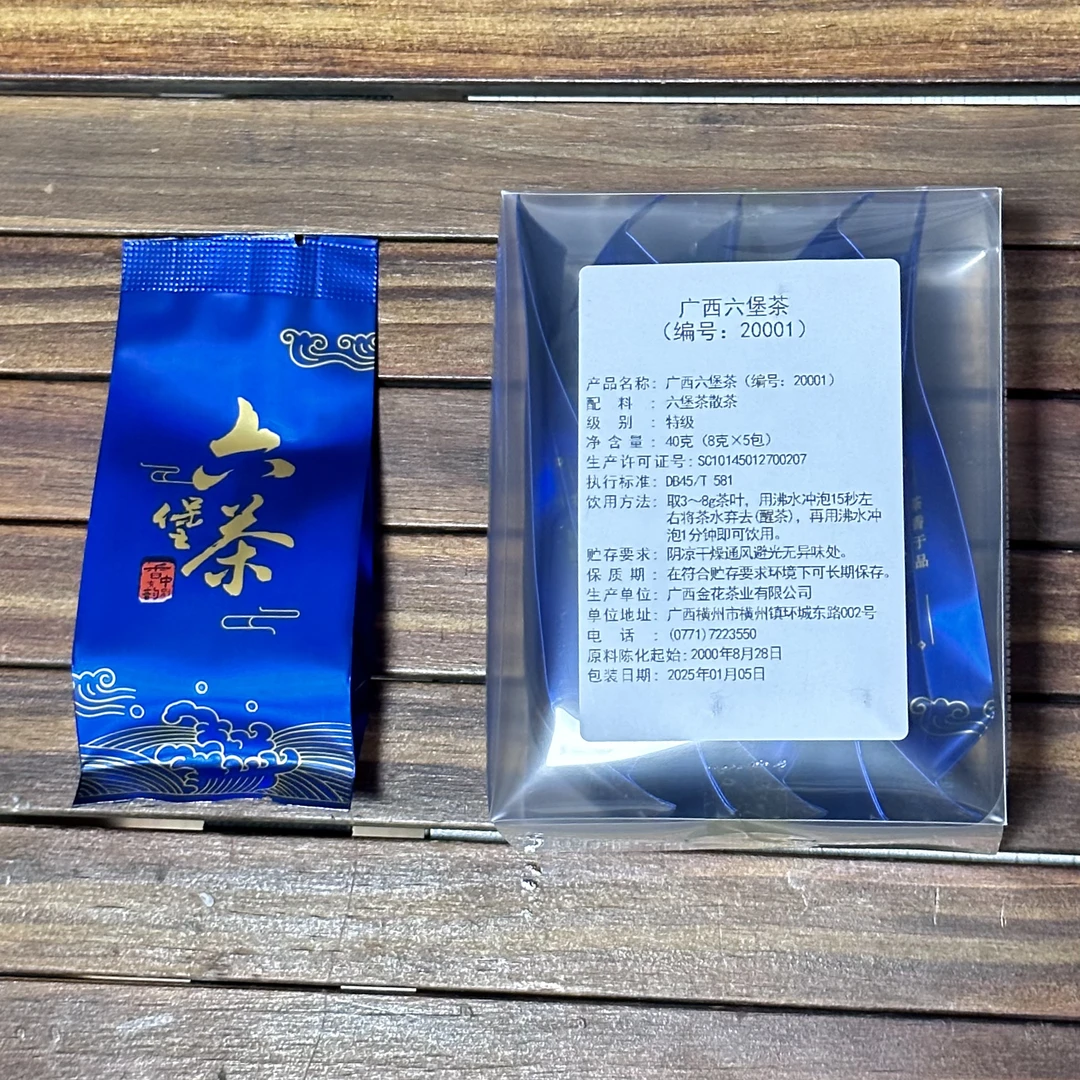 六
堡
茶
广西六堡茶
（编号：20001）
产品名称：广西六堡茶（编号：20001）
配料：六堡茶散茶
级别：特级
净含量：40克（8克×5包）
生产许可证号：SC10145012700207
执行标准：DB45/T 581
饮用方法：取3～8g茶叶，用沸水冲泡15秒左
右将茶水弃去(醒茶)，再用沸水冲
泡1分钟即可饮用。
贮存要求：阴凉干燥通风避光无异味处。
保质期：在符合贮存要求环境下可长期保存。
生产单位：广西金花茶业有限公司
单位地址：广西横州市横州镇环城东路002号
电话：(0771)7223550
原料陈化起始：2000年8月28日
包装日期：2025年01月05日
茶香于品